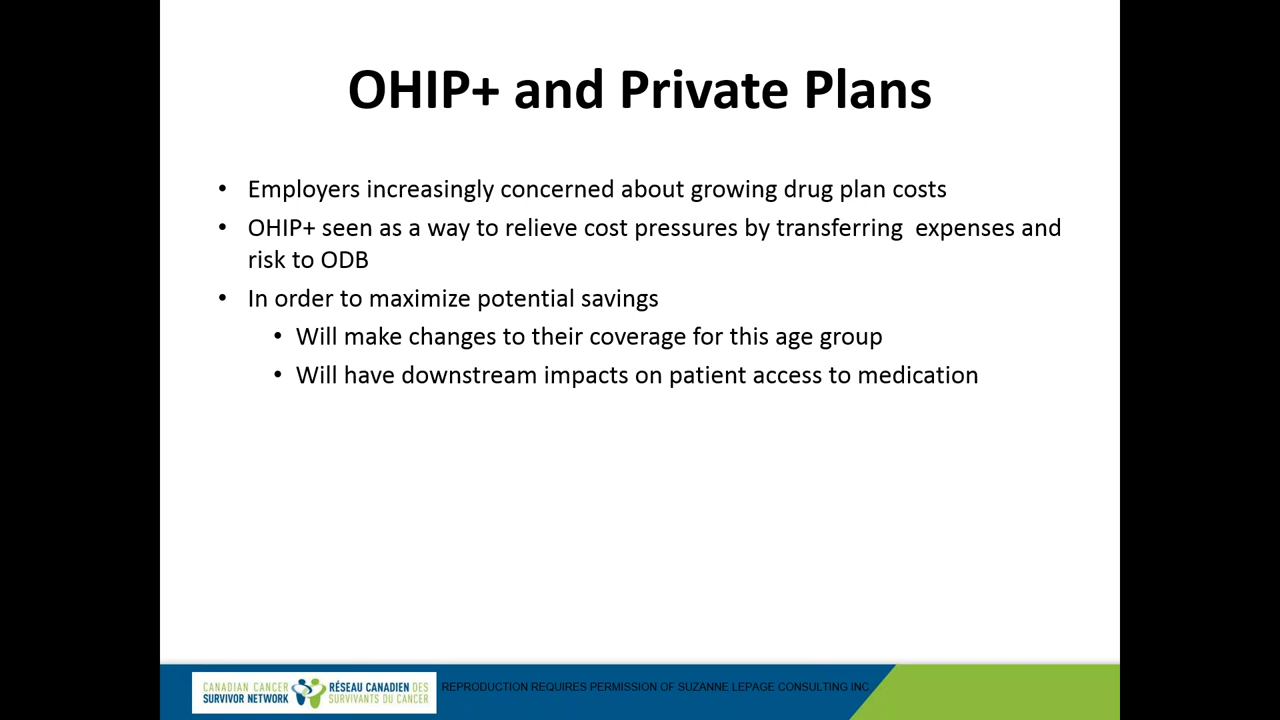 OHIP+ and Private Plans
• Employers increasingly concerned about growing drug plan costs
• OHIP+ seen as a way to relieve cost pressures by transferring  expenses and
risk to ODB
• In order to maximize potential savings
• Will make changes to their coverage for this age group
• Will have downstream impacts on patient access to medication
CANADIAN CANCER
SURVIVOR NETWORK
RÉSEAU CANADIEN DES
SURVIVANTS DU CANCER
REPRODUCTION REQUIRES PERMISSION OF SUZANNE LEPAGE CONSULTING INC.